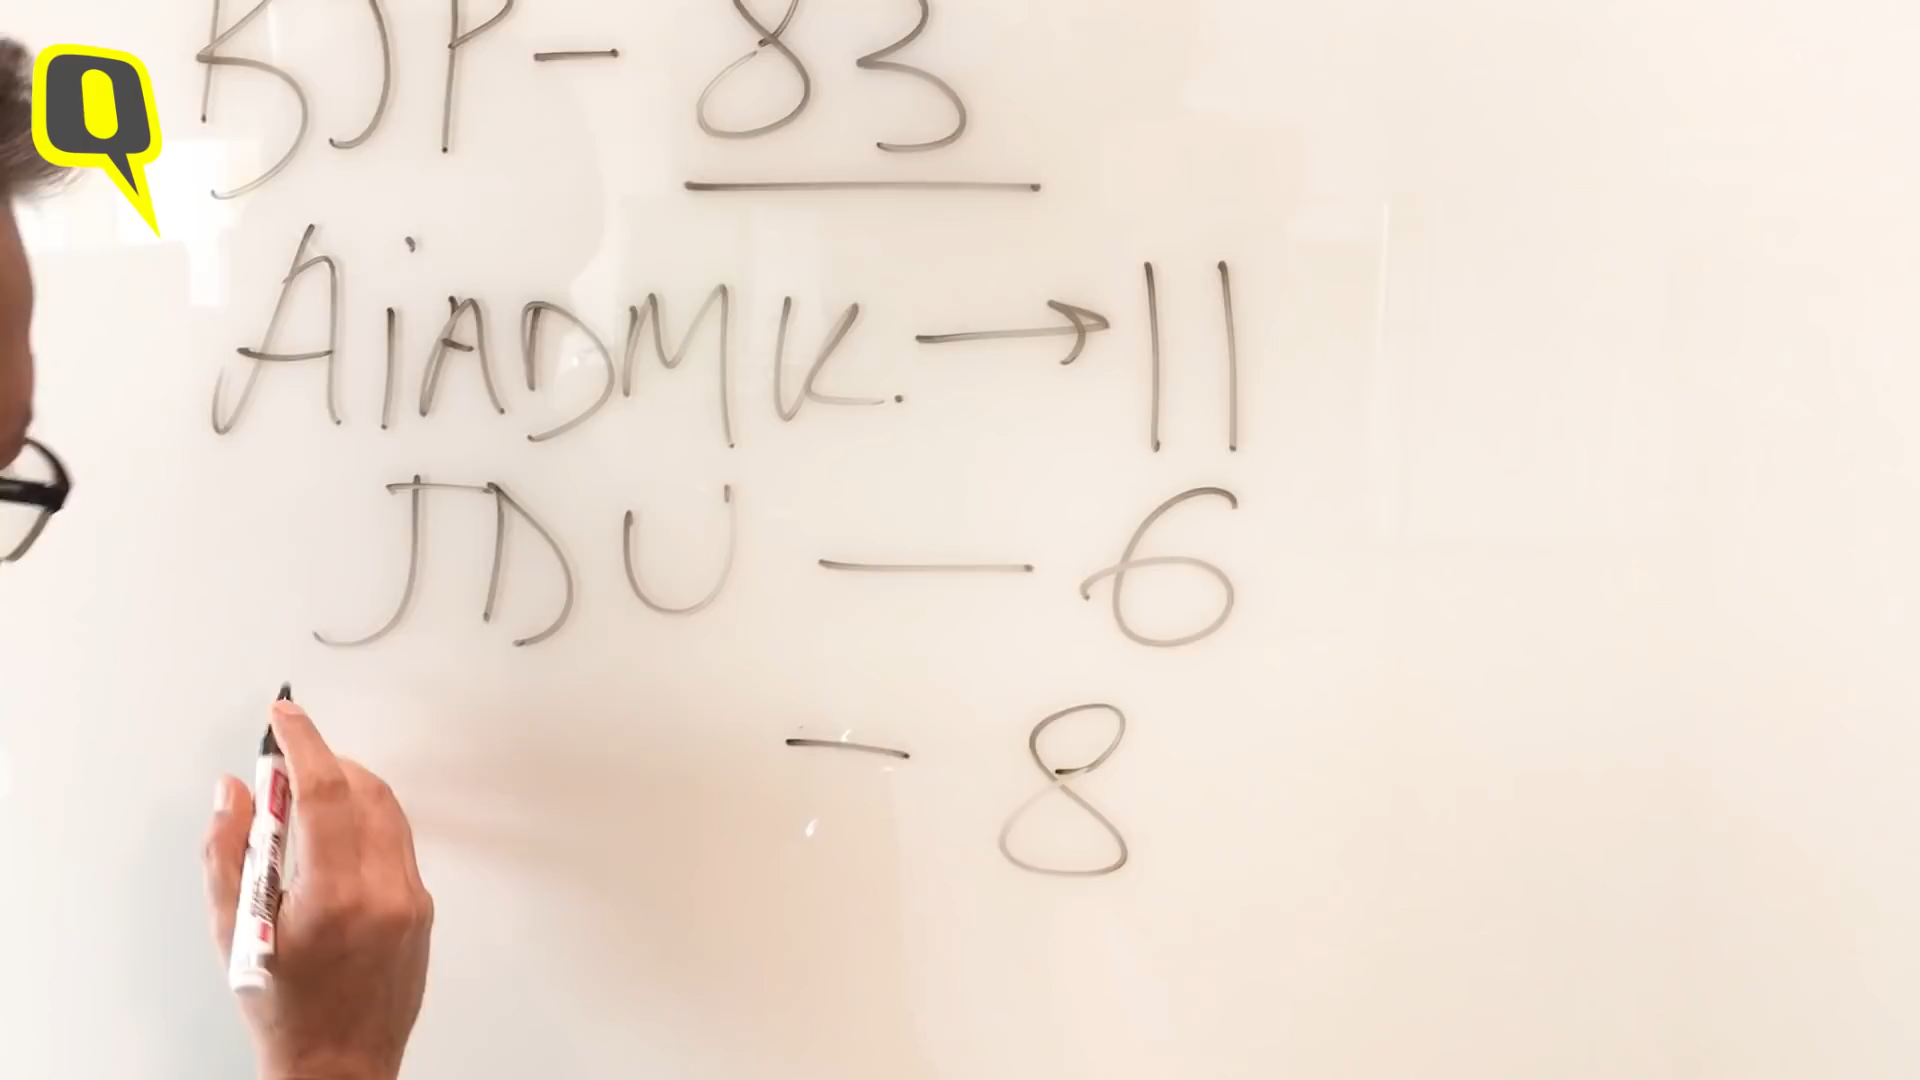 Q
BJP - 83
AiADMK. → 11
JDU — 6
- 8